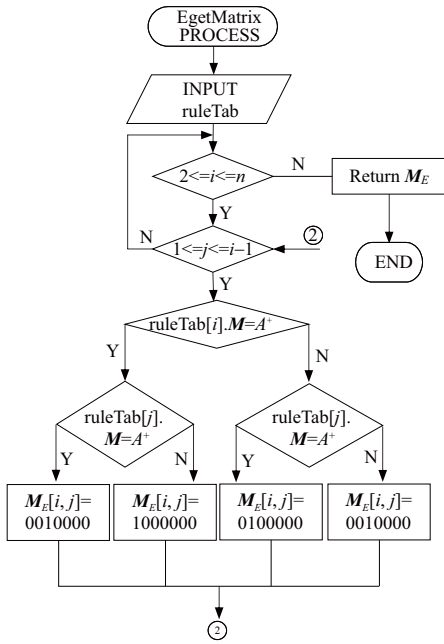 EgetMatrix
PROCESS
INPUT
ruleTab
2<=i<=n
N
Return M_E
Y
END
N
1<=j<=i−1
②
Y
ruleTab[i].M=A⁺
Y
N
ruleTab[j].
M=A⁺
ruleTab[j].
M=A⁺
Y
N
Y
N
M_E[i, j]=
0010000
M_E[i, j]=
1000000
M_E[i, j]=
0100000
M_E[i, j]=
0010000
②